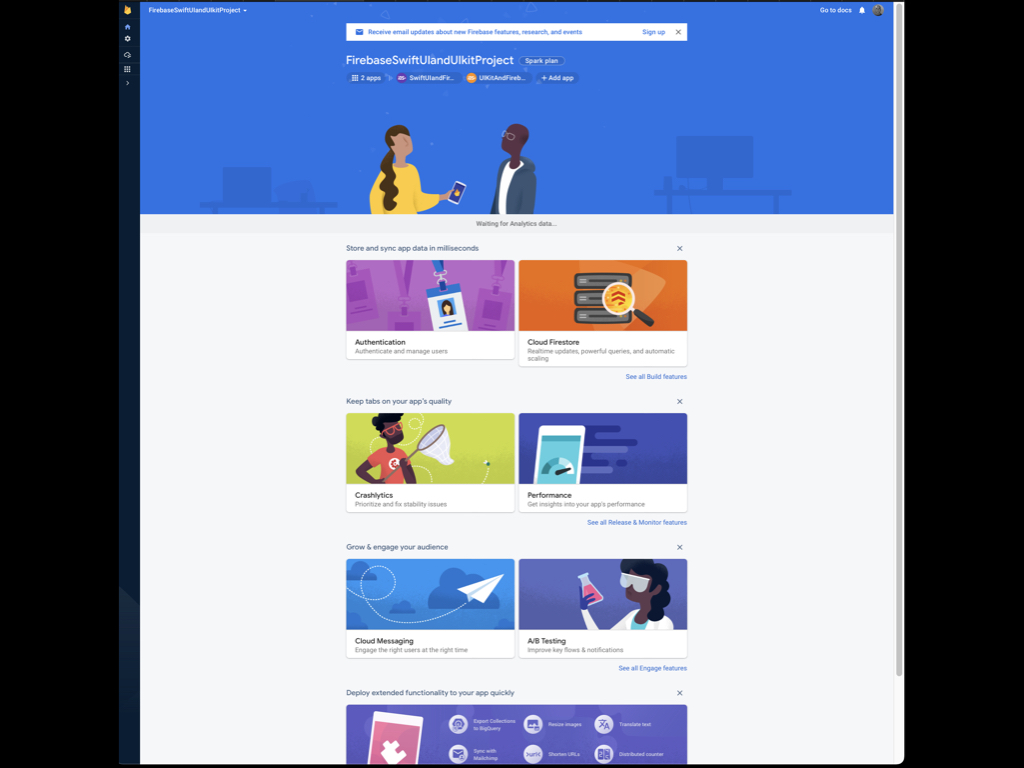 FirebaseSwiftUIandUIkitProject
Go to docs
Receive email updates about new Firebase features, research, and events
Sign up
FirebaseSwiftUIandUIkitProject
Spark plan
2 apps
SwiftUIandFir...
UIKitAndFireb...
+ Add app
Waiting for Analytics data...
Store and sync app data in milliseconds
Authentication
Authenticate and manage users
Cloud Firestore
Realtime updates, powerful queries, and automatic
scaling
See all Build features
Keep tabs on your app's quality
Crashlytics
Prioritize and fix stability issues
Performance
Get insights into your app's performance
See all Release & Monitor features
Grow & engage your audience
Cloud Messaging
Engage the right users at the right time
A/B Testing
Improve key flows & notifications
See all Engage features
Deploy extended functionality to your app quickly
Export Collections
to BigQuery
Resize images
Translate text
Sync with
Mailchimp
Shorten URLs
Distributed counter